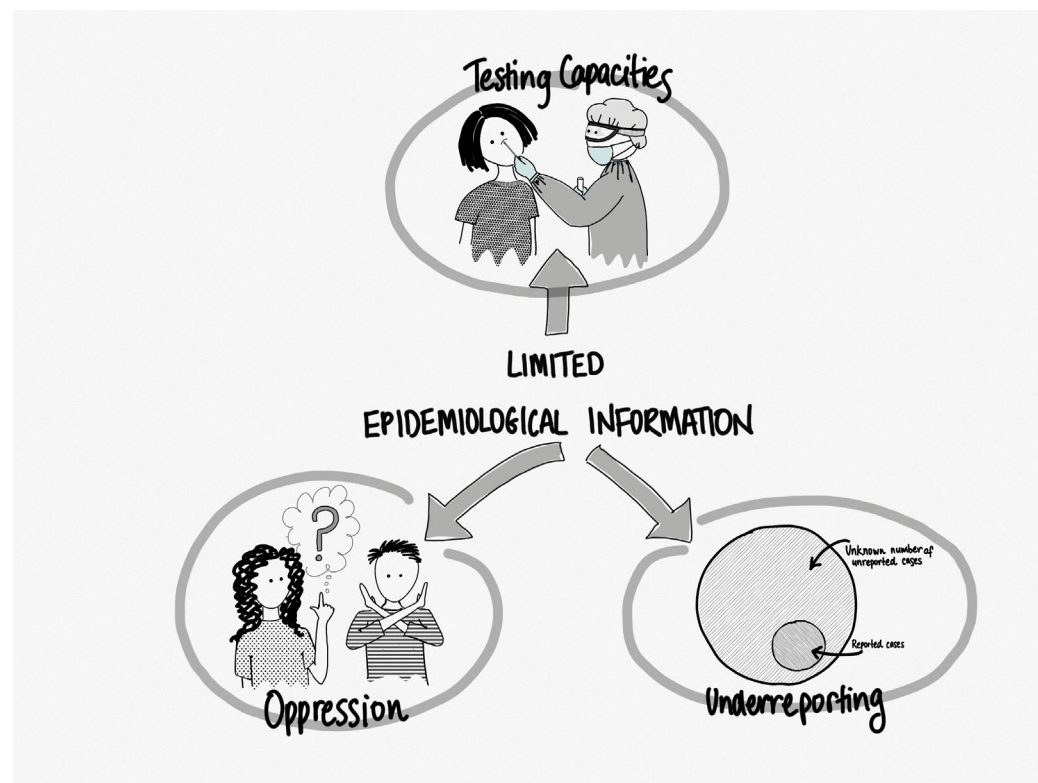 Testing Capacities
LIMITED
EPIDEMIOLOGICAL INFORMATION
?
Unknown number of
unreported cases
Reported cases
Oppression
Underreporting